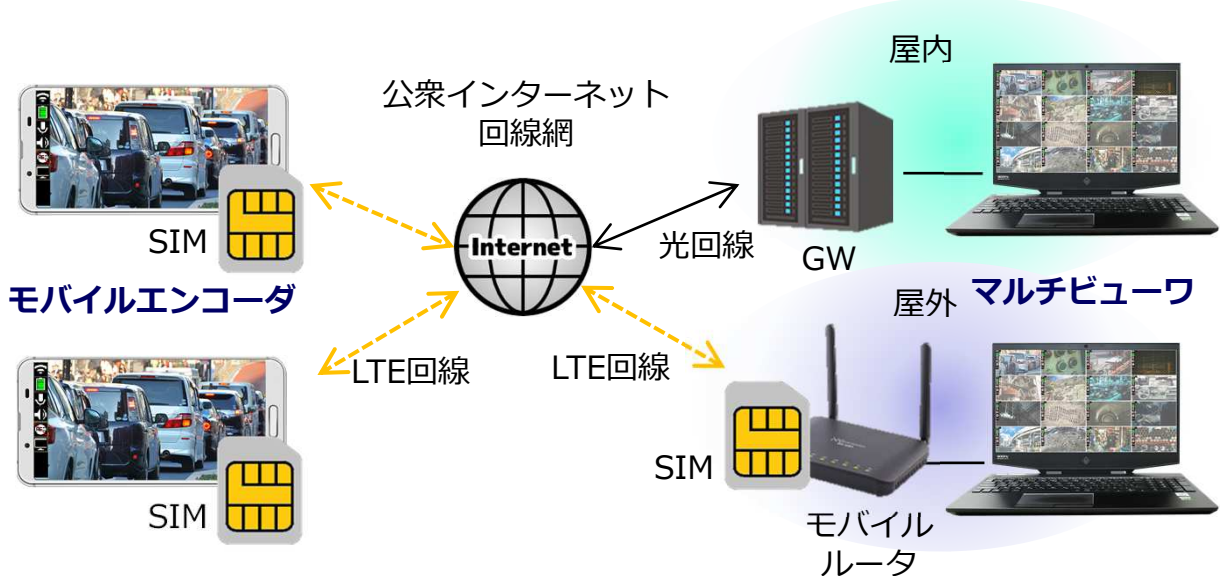 屋内
公衆インターネット
回線網
SIM
Internet
光回線
GW
モバイルエンコーダ
屋外
マルチビューワ
LTE回線
LTE回線
SIM
SIM
モバイル
ルータ